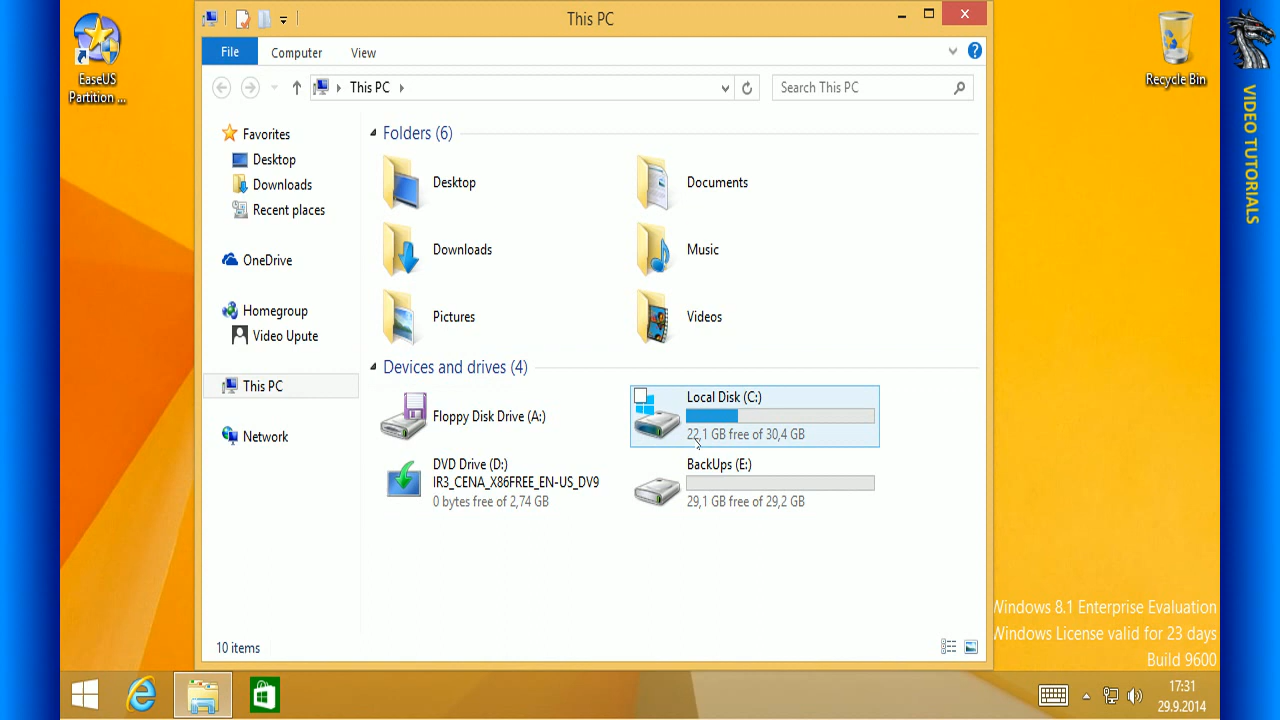 This PC
File
Computer
View
This PC
Search This PC
Favorites
Desktop
Downloads
Recent places
OneDrive
Homegroup
Video Upute
This PC
Network
Folders (6)
Desktop
Documents
Downloads
Music
Pictures
Videos
Devices and drives (4)
Floppy Disk Drive (A:)
Local Disk (C:)
22,1 GB free of 30,4 GB
DVD Drive (D:)
IR3_CENA_X86FREE_EN-US_DV9
0 bytes free of 2,74 GB
BackUps (E:)
29,1 GB free of 29,2 GB
10 items
EaseUS
Partition ...
Recycle Bin
VIDEO TUTORIALS
Windows 8.1 Enterprise Evaluation
Windows License valid for 23 days
Build 9600
17:31
29.9.2014